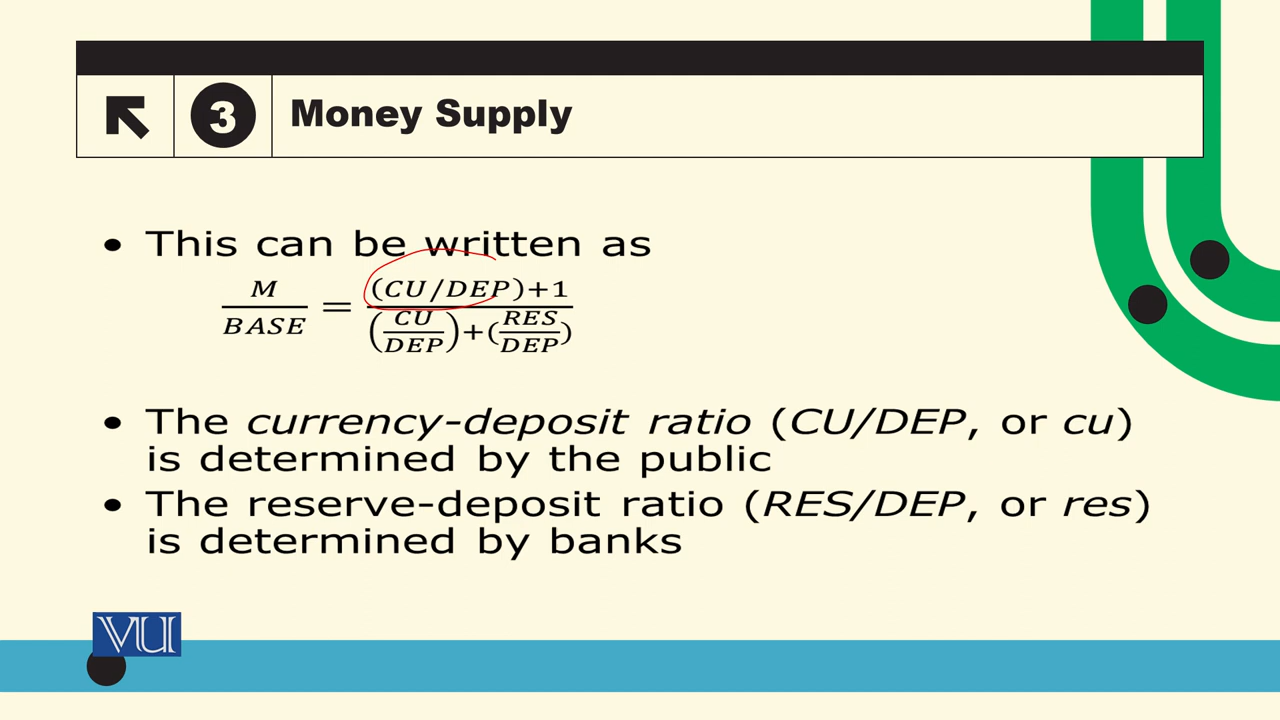 3 Money Supply
• This can be written as
M/BASE = ((CU/DEP)+1)/((CU/DEP)+(RES/DEP))
• The currency-deposit ratio (CU/DEP, or cu)
is determined by the public
• The reserve-deposit ratio (RES/DEP, or res)
is determined by banks
VU